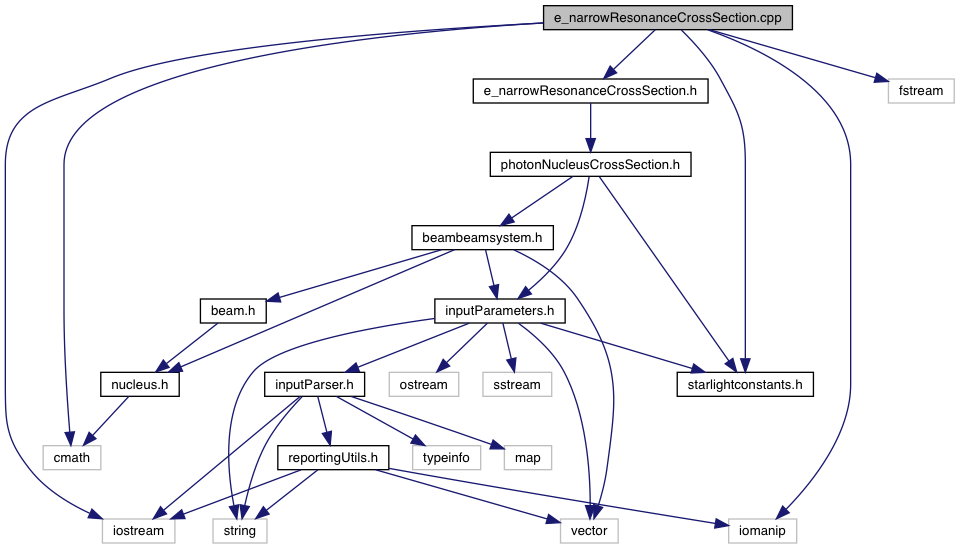 e_narrowResonanceCrossSection.cpp
e_narrowResonanceCrossSection.h
fstream
photonNucleusCrossSection.h
beambeamsystem.h
beam.h
inputParameters.h
nucleus.h
inputParser.h
ostream
sstream
starlightconstants.h
cmath
reportingUtils.h
typeinfo
map
iostream
string
vector
iomanip